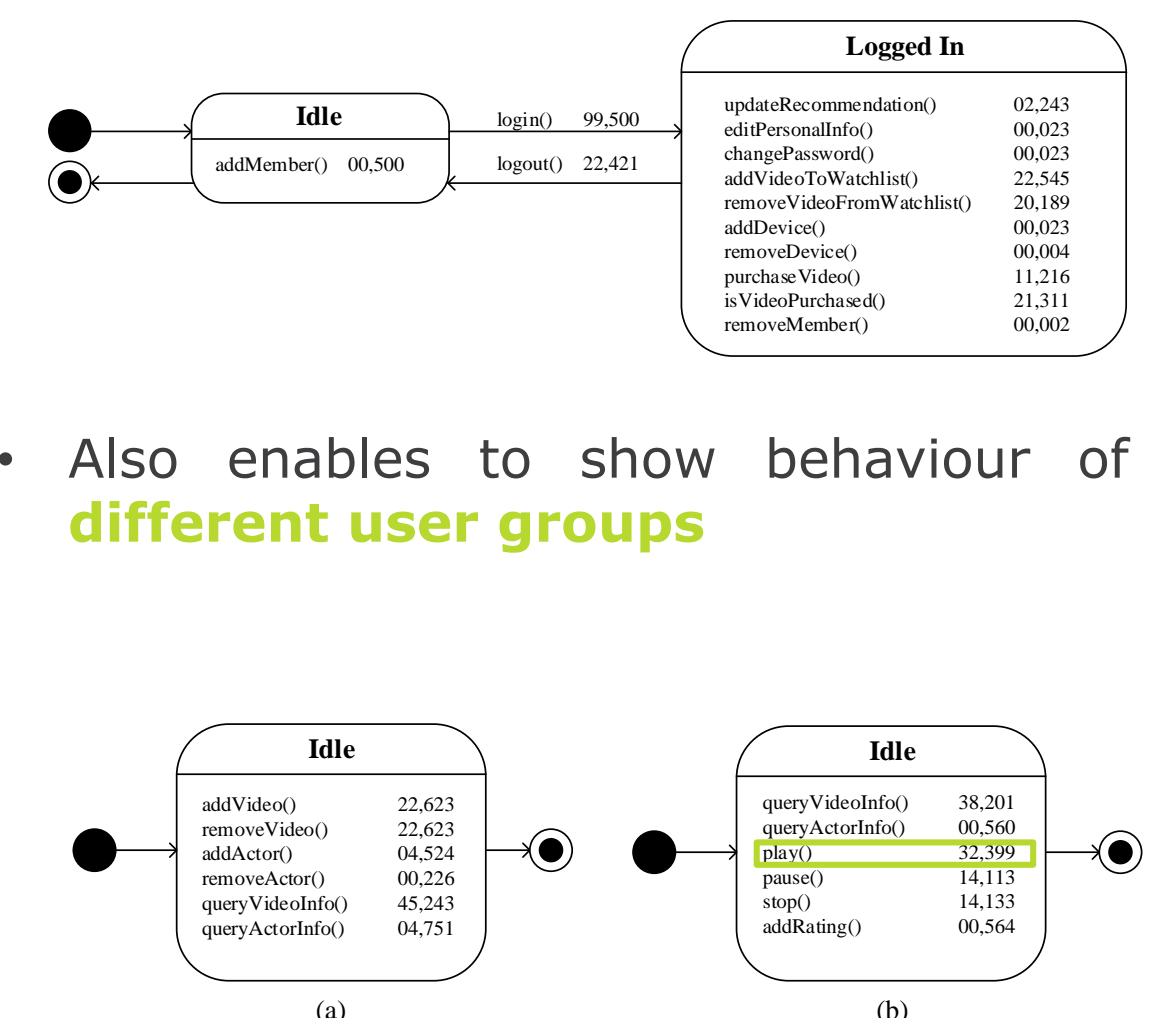 Logged In
Idle
login() 99,500
addMember() 00,500
logout() 22,421
updateRecommendation() 02,243
editPersonalInfo() 00,023
changePassword() 00,023
addVideoToWatchlist() 22,545
removeVideoFromWatchlist() 20,189
addDevice() 00,023
removeDevice() 00,004
purchaseVideo() 11,216
isVideoPurchased() 21,311
removeMember() 00,002
• Also enables to show behaviour of
different user groups
Idle
addVideo() 22,623
removeVideo() 22,623
addActor() 04,524
removeActor() 00,226
queryVideoInfo() 45,243
queryActorInfo() 04,751
(a)
Idle
queryVideoInfo() 38,201
queryActorInfo() 00,560
play() 32,399
pause() 14,113
stop() 14,133
addRating() 00,564
(b)